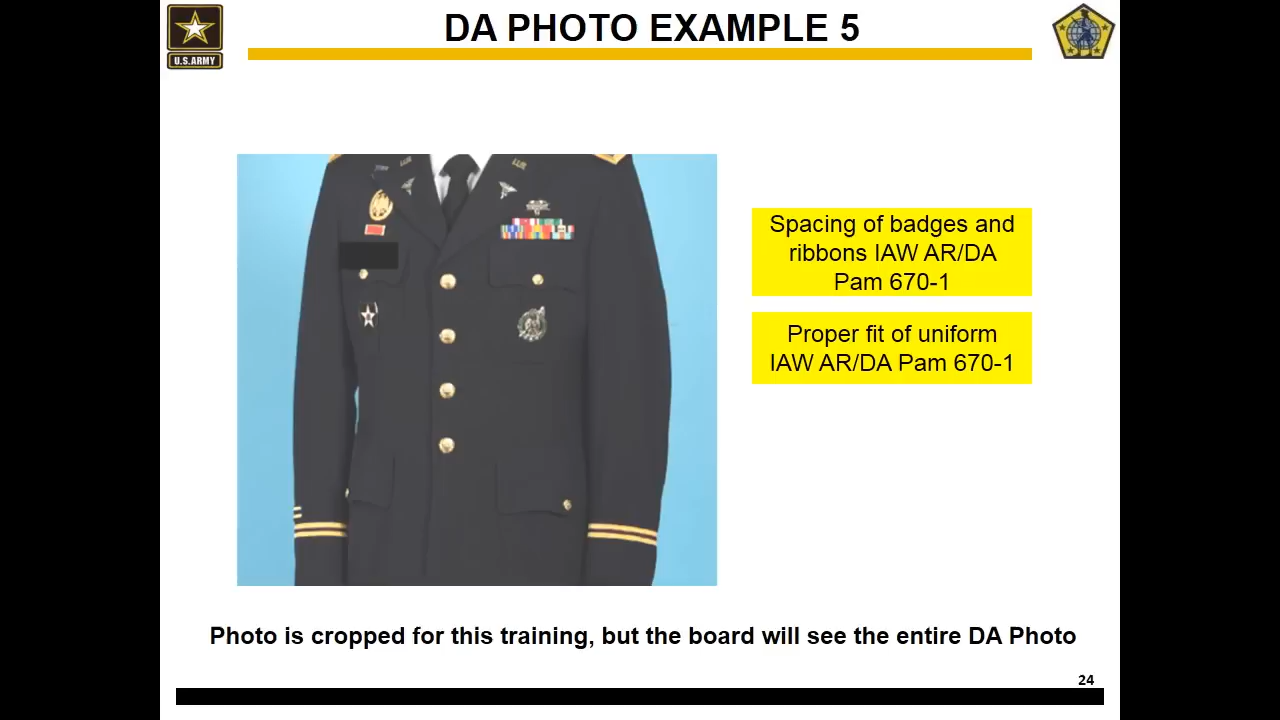 DA PHOTO EXAMPLE 5
U.S.ARMY
Spacing of badges and
ribbons IAW AR/DA
Pam 670-1
Proper fit of uniform
IAW AR/DA Pam 670-1
Photo is cropped for this training, but the board will see the entire DA Photo
24